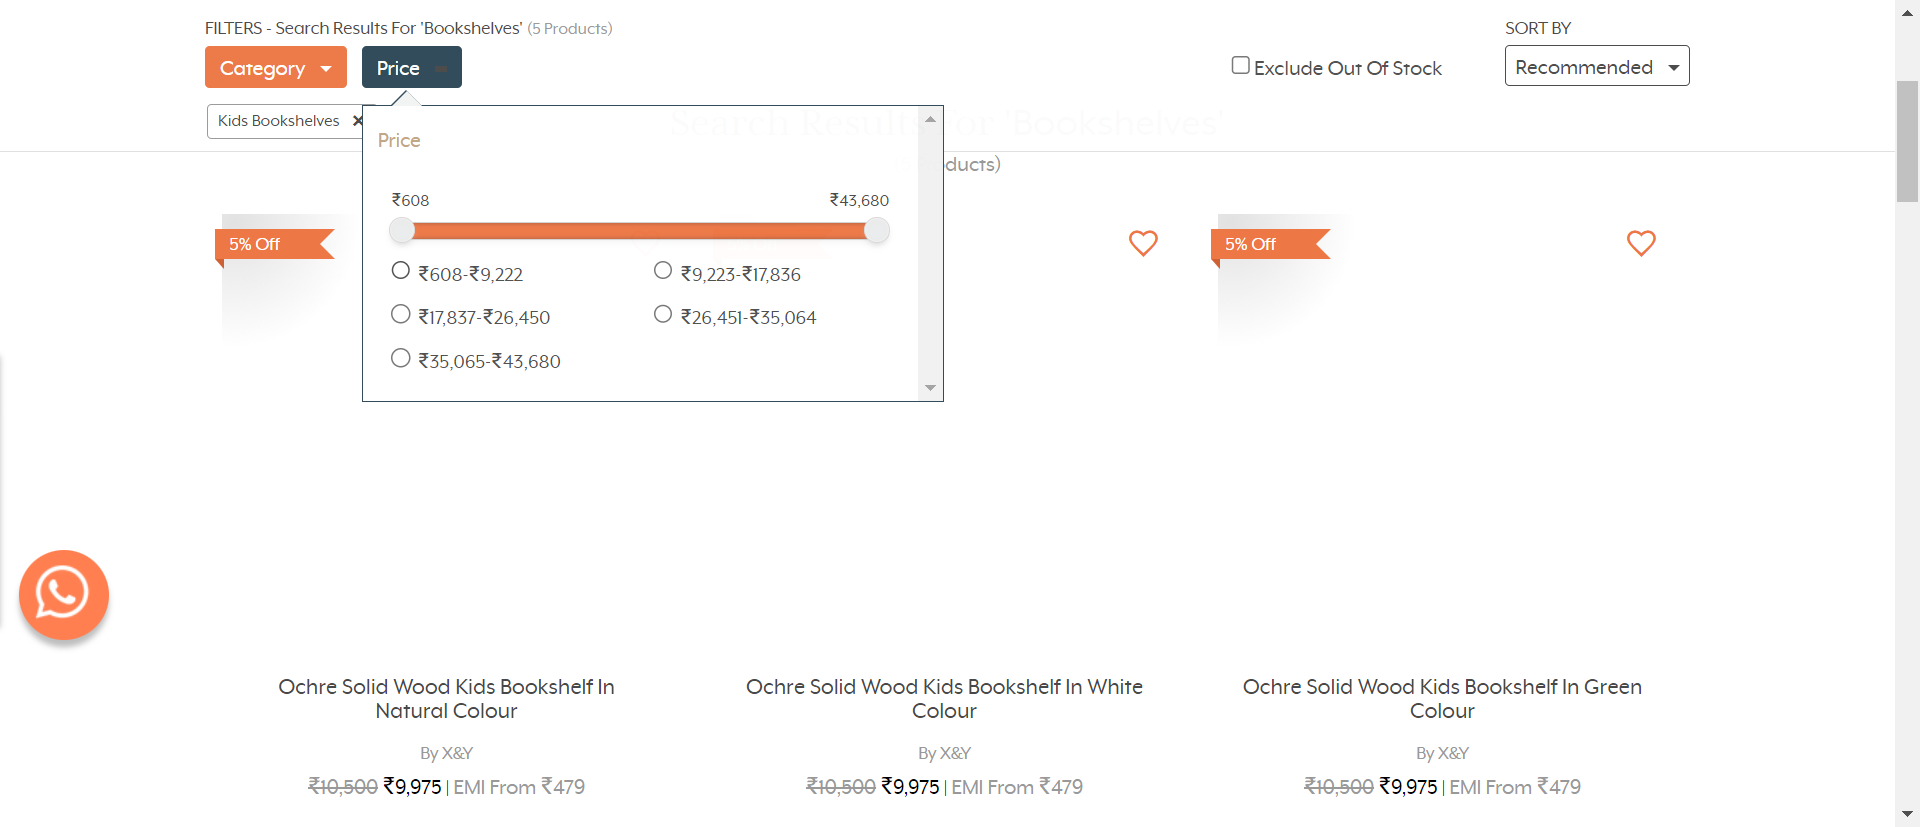 FILTERS - Search Results For 'Bookshelves' (5 Products)
SORT BY
Category
Price
Exclude Out Of Stock
Recommended
Kids Bookshelves ×
Search Results For 'Bookshelves'
Price
ducts)
₹608
₹43,680
5% Off
5% Off
₹608-₹9,222
₹9,223-₹17,836
₹17,837-₹26,450
₹26,451-₹35,064
₹35,065-₹43,680
Ochre Solid Wood Kids Bookshelf In
Natural Colour
By X&Y
₹10,500 ₹9,975 | EMI From ₹479
Ochre Solid Wood Kids Bookshelf In White
Colour
By X&Y
₹10,500 ₹9,975 | EMI From ₹479
Ochre Solid Wood Kids Bookshelf In Green
Colour
By X&Y
₹10,500 ₹9,975 | EMI From ₹479